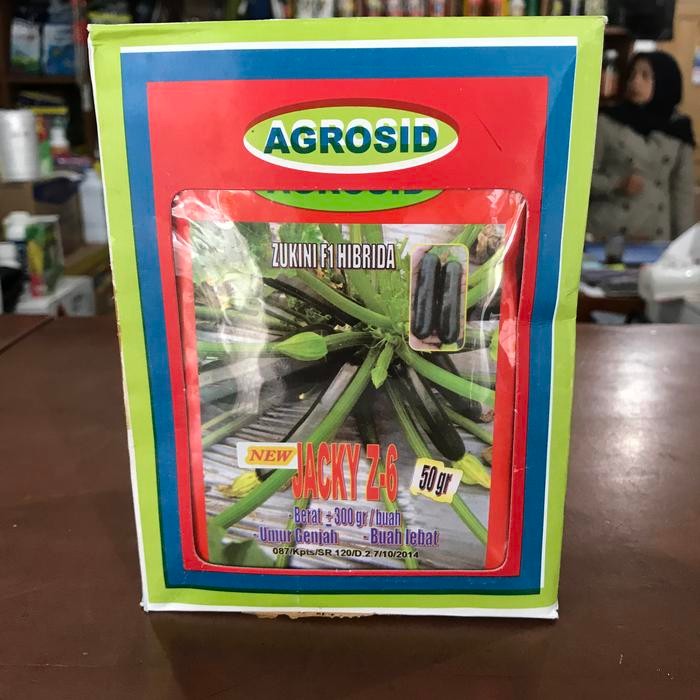 AGROSID
AGROSID
ZUKINI F1 HIBRIDA
NEW JACKY Z-6 50 gr
- Berat ± 300 gr / buah
- Umur Genjah - Buah lebat
087/Kpts/SR 120/D.2.7/10/2014